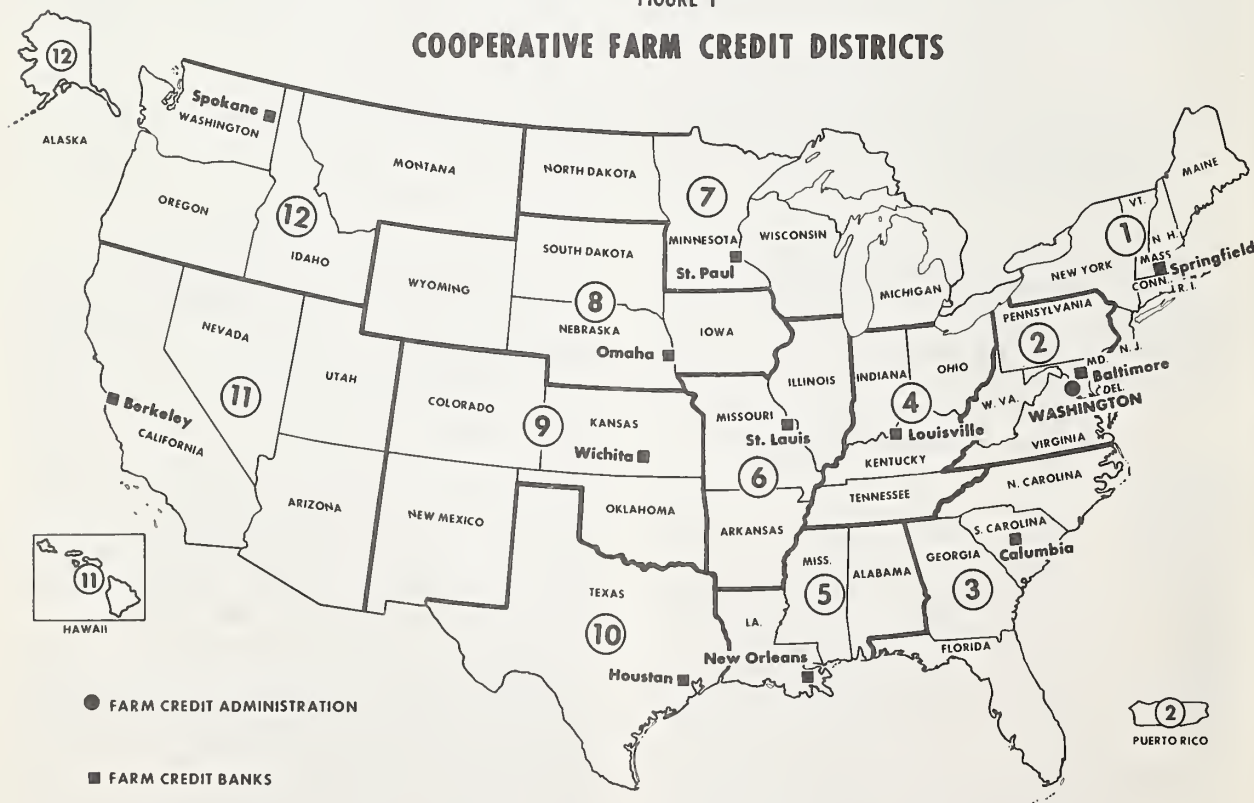 FIGURE 1
COOPERATIVE FARM CREDIT DISTRICTS
12
ALASKA
Spokane
WASHINGTON
MONTANA
NORTH DAKOTA
7
MINNESOTA
St. Paul
WISCONSIN
MICHIGAN
MAINE
VT.
1
N H.
MASS
Springfield
NEW YORK
CONN.
R.I.
OREGON
12
IDAHO
WYOMING
SOUTH DAKOTA
8
NEBRASKA
Omaha
IOWA
PENNSYLVANIA
2
N.J.
MD.
Baltimore
DEL.
WASHINGTON
NEVADA
11
UTAH
COLORADO
9
KANSAS
Wichita
MISSOURI
St. Lauis
6
ILLINOIS
INDIANA
OHIO
4
Louisville
W. VA.
VIRGINIA
KENTUCKY
Berkeley
CALIFORNIA
ARIZONA
NEW MEXICO
OKLAHOMA
ARKANSAS
TENNESSEE
N. CAROLINA
S. CAROLINA
Calumbia
11
HAWAII
TEXAS
10
Houstan
LA.
New Orleans
MISS.
5
ALABAMA
GEORGIA
3
FLORIDA
2
PUERTO RICO
FARM CREDIT ADMINISTRATION
FARM CREDIT BANKS